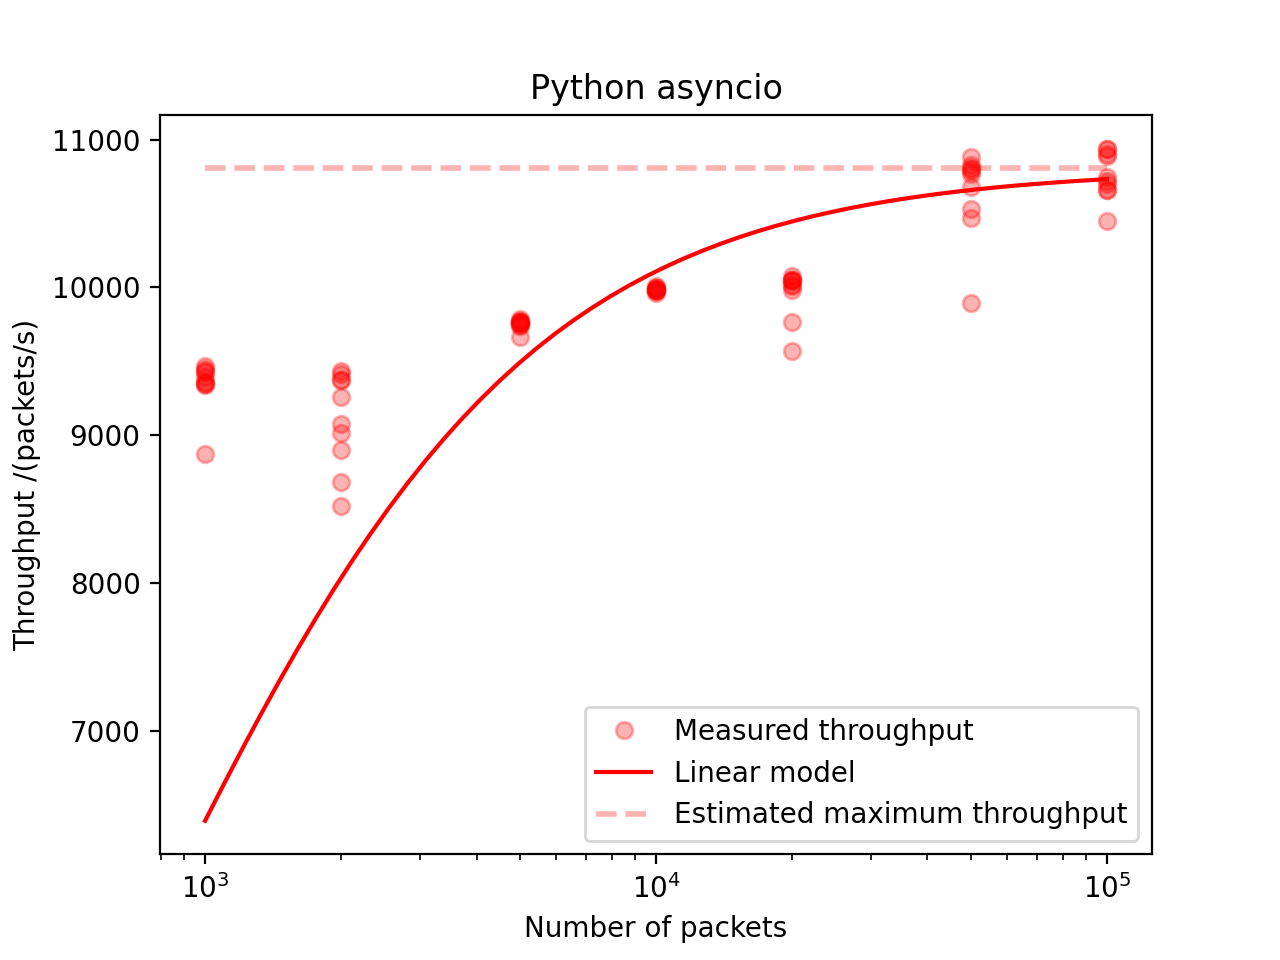 Python asyncio
Throughput /(packets/s)
11000
10000
9000
8000
7000
Measured throughput
Linear model
Estimated maximum throughput
10³
10⁴
10⁵
Number of packets